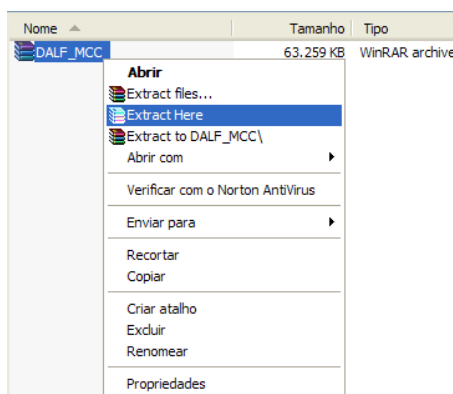 Nome Tamanho Tipo
DALF_MCC 63.259 KB WinRAR archive
Abrir
Extract files...
Extract Here
Extract to DALF_MCC\
Abrir com
Verificar com o Norton AntiVirus
Enviar para
Recortar
Copiar
Criar atalho
Excluir
Renomear
Propriedades